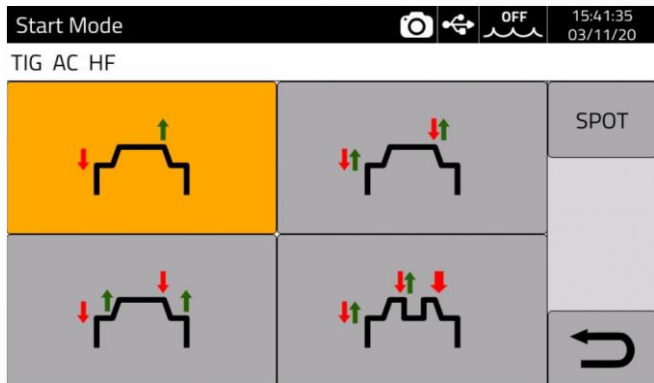 Start Mode
OFF
15:41:35
03/11/20
TIG AC HF
SPOT